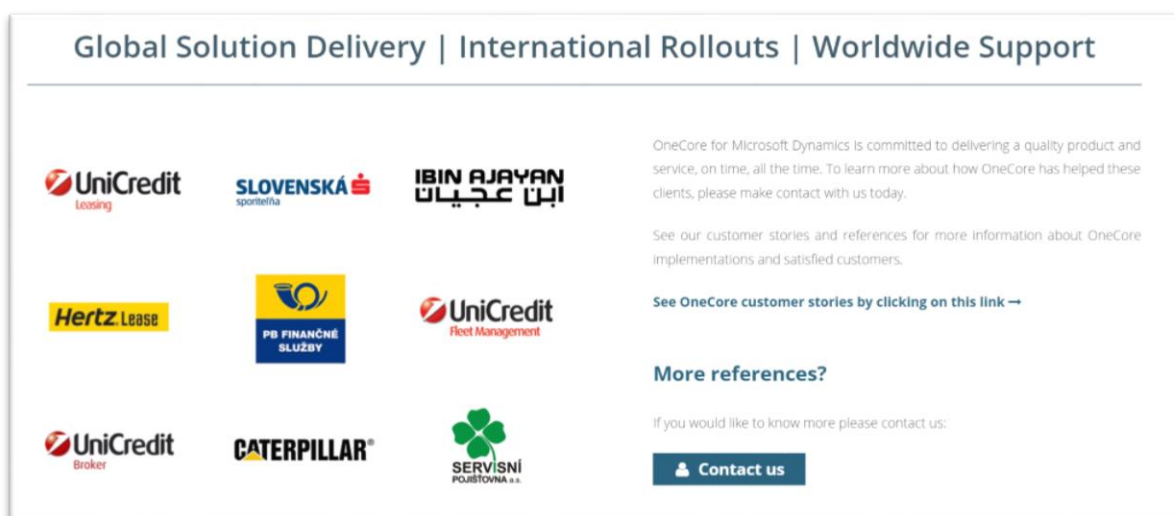 Global Solution Delivery | International Rollouts | Worldwide Support
UniCredit
Leasing
SLOVENSKÁ
sporiteľňa
IBIN AJAYAN
ابن عجيان
Hertz Lease
PB FINANČNÉ
SLUŽBY
UniCredit
Fleet Management
UniCredit
Broker
CATERPILLAR®
SERVISNÍ
POJIŠŤOVNA a.s.
OneCore for Microsoft Dynamics is committed to delivering a quality product and
service, on time, all the time. To learn more about how OneCore has helped these
clients, please make contact with us today.
See our customer stories and references for more information about OneCore
implementations and satisfied customers.
See OneCore customer stories by clicking on this link →
More references?
If you would like to know more please contact us:
Contact us